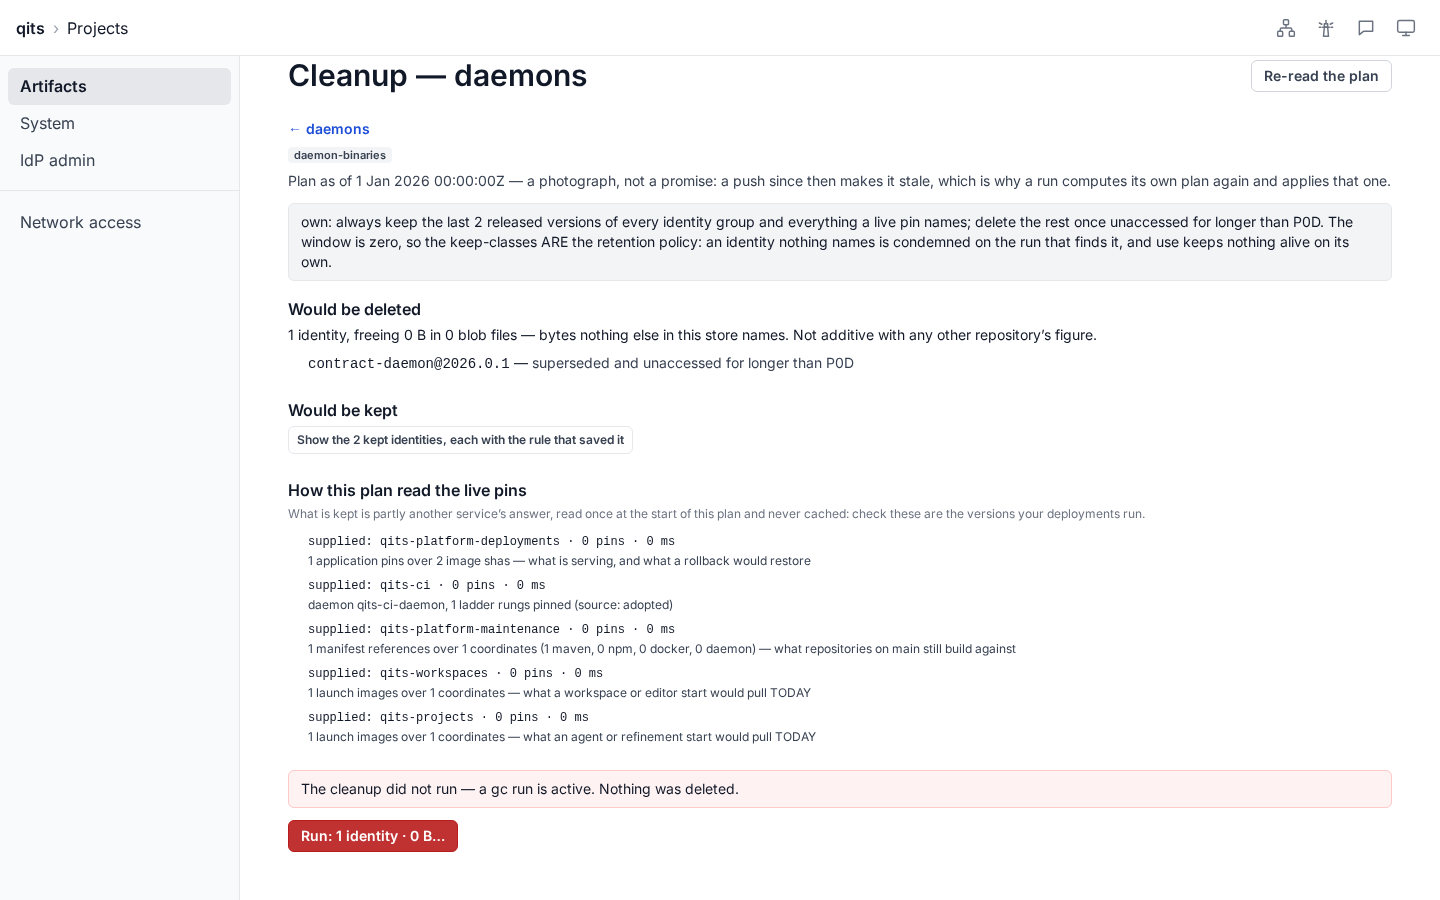 qits › Projects
Artifacts
System
IdP admin
Network access
Cleanup — daemons
Re-read the plan
← daemons
daemon-binaries
Plan as of 1 Jan 2026 00:00:00Z — a photograph, not a promise: a push since then makes it stale, which is why a run computes its own plan again and applies that one.
own: always keep the last 2 released versions of every identity group and everything a live pin names; delete the rest once unaccessed for longer than P0D. The
window is zero, so the keep-classes ARE the retention policy: an identity nothing names is condemned on the run that finds it, and use keeps nothing alive on its
own.
Would be deleted
1 identity, freeing 0 B in 0 blob files — bytes nothing else in this store names. Not additive with any other repository’s figure.
contract-daemon@2026.0.1 — superseded and unaccessed for longer than P0D
Would be kept
Show the 2 kept identities, each with the rule that saved it
How this plan read the live pins
What is kept is partly another service’s answer, read once at the start of this plan and never cached: check these are the versions your deployments run.
supplied: qits-platform-deployments · 0 pins · 0 ms
1 application pins over 2 image shas — what is serving, and what a rollback would restore
supplied: qits-ci · 0 pins · 0 ms
daemon qits-ci-daemon, 1 ladder rungs pinned (source: adopted)
supplied: qits-platform-maintenance · 0 pins · 0 ms
1 manifest references over 1 coordinates (1 maven, 0 npm, 0 docker, 0 daemon) — what repositories on main still build against
supplied: qits-workspaces · 0 pins · 0 ms
1 launch images over 1 coordinates — what a workspace or editor start would pull TODAY
supplied: qits-projects · 0 pins · 0 ms
1 launch images over 1 coordinates — what an agent or refinement start would pull TODAY
The cleanup did not run — a gc run is active. Nothing was deleted.
Run: 1 identity · 0 B…